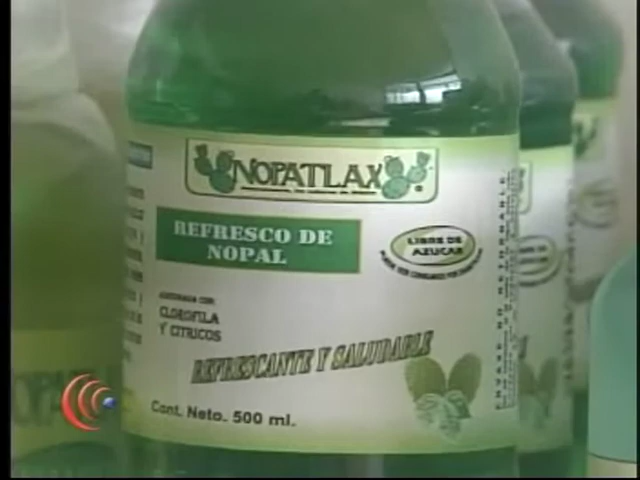 NOPATLAX
REFRESCO DE
NOPAL
LIBRE DE
AZUCAR
CLOROFILA
Y CITRICOS
REFRESCANTE Y SALUDABLE
Cont. Neto. 500 ml.